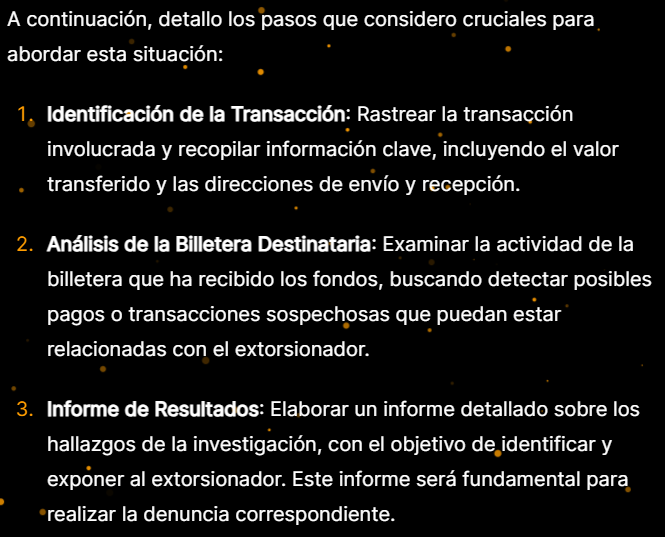 A continuación, detallo los pasos que considero cruciales para
abordar esta situación:
1. Identificación de la Transacción: Rastrear la transacción
involucrada y recopilar información clave, incluyendo el valor
transferido y las direcciones de envío y recepción.
2. Análisis de la Billetera Destinataria: Examinar la actividad de la
billetera que ha recibido los fondos, buscando detectar posibles
pagos o transacciones sospechosas que puedan estar
relacionadas con el extorsionador.
3. Informe de Resultados: Elaborar un informe detallado sobre los
hallazgos de la investigación, con el objetivo de identificar y
exponer al extorsionador. Este informe será fundamental para
realizar la denuncia correspondiente.